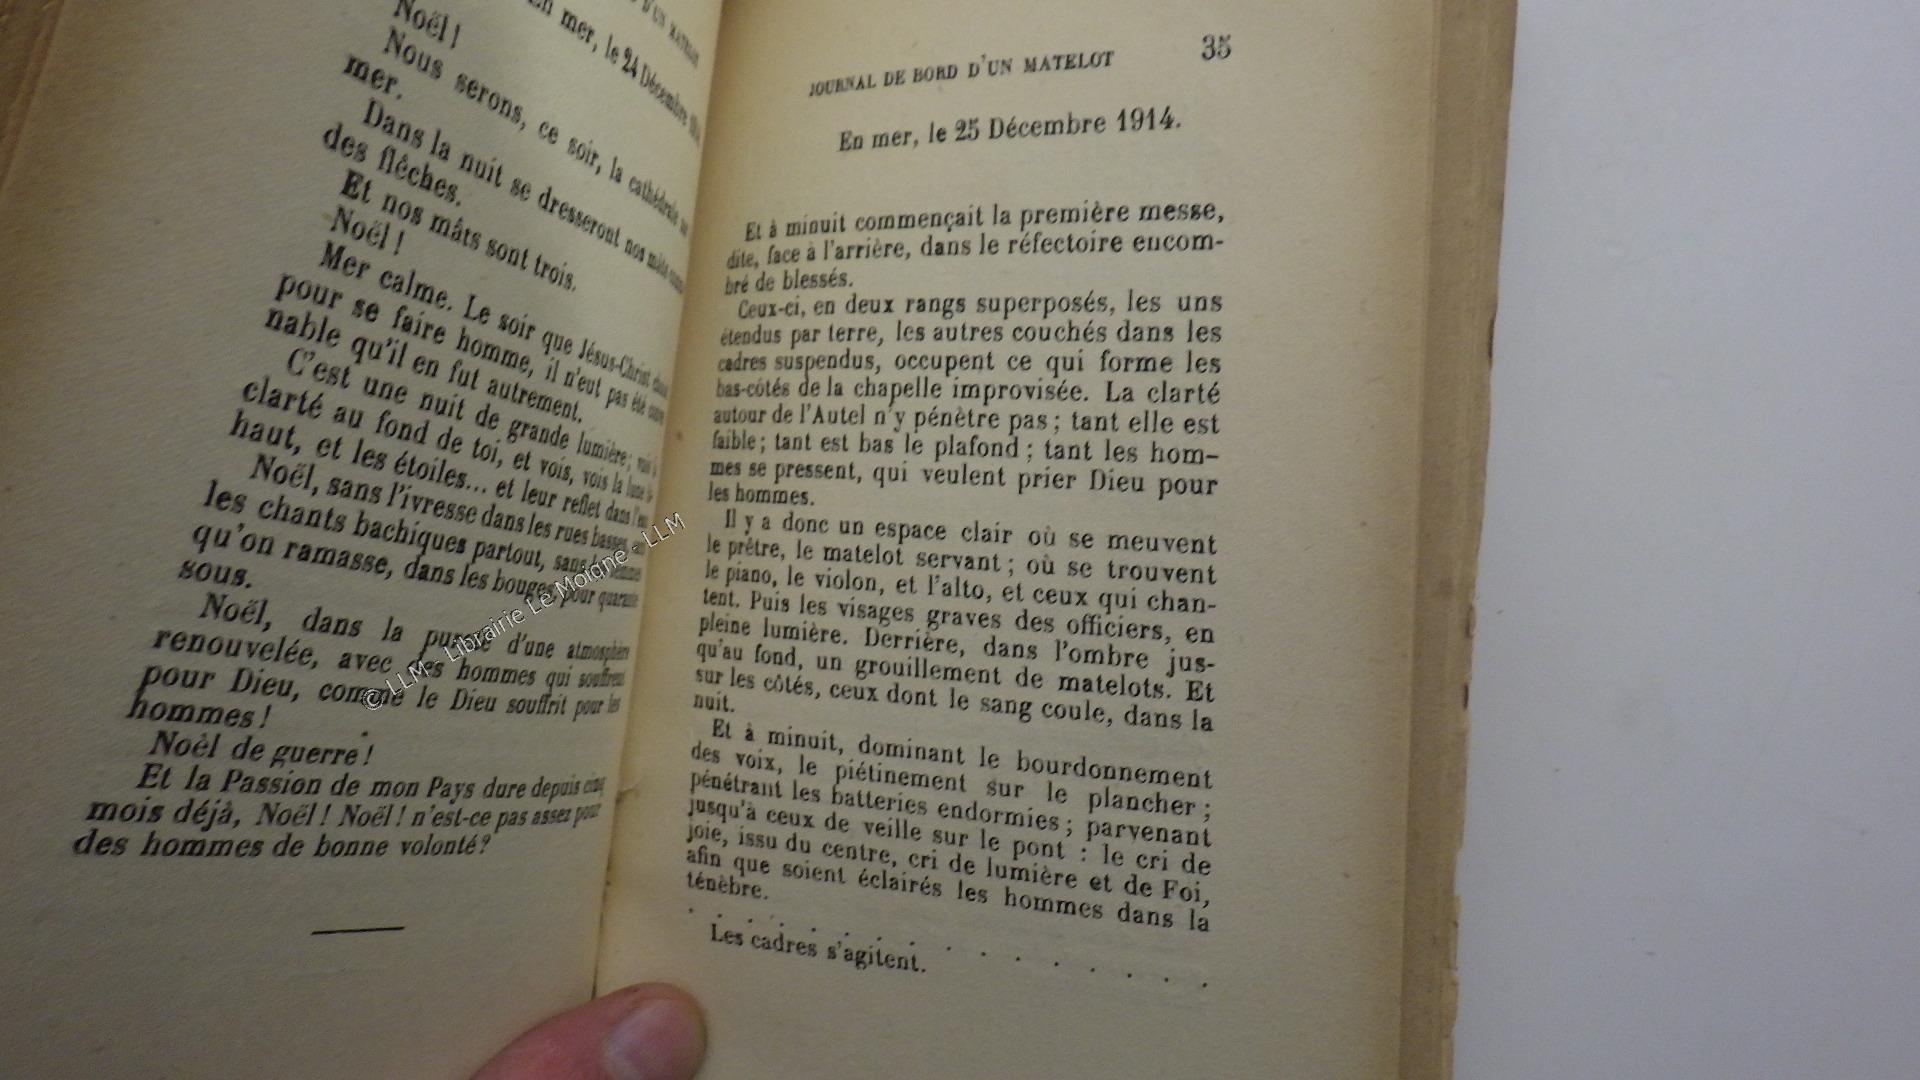 D'UN MATELOT
En mer, le 24 Décembre
Noël !
Nous serons, ce soir, la cathédrale
mer.
Dans la nuit se dresseront nos mâts
des flêches.
Et nos mâts sont trois.
Noël !
Mer calme. Le soir que Jésus-Christ
pour se faire homme, il n'eut pas été
nable qu'il en fut autrement.
C'est une nuit de grande lumière ;
clarté au fond de toi, et vois, vois la lune
haut, et les étoiles... et leur reflet dans l'eau
Noël, sans l'ivresse dans les rues basses,
les chants bachiques partout, sans
qu'on ramasse, dans les bouges pour quarante
sous.
Noël, dans la d'une atmosphère
renouvelée, avec des hommes qui souffrent
pour Dieu, comme le Dieu souffrit pour les
hommes !
Noèl de guerre !
Et la Passion de mon Pays dure depuis cinq
mois déjà, Noël ! Noël ! n'est-ce pas assez pour
des hommes de bonne volonté ?
© LLM - Librairie Le Moigne - LLM
JOURNAL DE BORD D'UN MATELOT 35
En mer, le 25 Décembre 1914.
Et à minuit commençait la première messe,
dite, face à l'arrière, dans le réfectoire encom-
bré de blessés.
Ceux-ci, en deux rangs superposés, les uns
étendus par terre, les autres couchés dans les
cadres suspendus, occupent ce qui forme les
bas-côtés de la chapelle improvisée. La clarté
autour de l'Autel n'y pénètre pas ; tant elle est
faible ; tant est bas le plafond ; tant les hom-
mes se pressent, qui veulent prier Dieu pour
les hommes.
Il y a donc un espace clair où se meuvent
le prêtre, le matelot servant ; où se trouvent
le piano, le violon, et l'alto, et ceux qui chan-
tent. Puis les visages graves des officiers, en
pleine lumière. Derrière, dans l'ombre jus-
qu'au fond, un grouillement de matelots. Et
sur les côtés, ceux dont le sang coule, dans la
nuit.
Et à minuit, dominant le bourdonnement
des voix, le piétinement sur le plancher ;
pénétrant les batteries endormies ; parvenant
jusqu'à ceux de veille sur le pont : le cri de
joie, issu du centre, cri de lumière et de Foi,
afin que soient éclairés les hommes dans la
ténèbre.
. . . . . . . . . . . . . . .
Les cadres s'agitent.